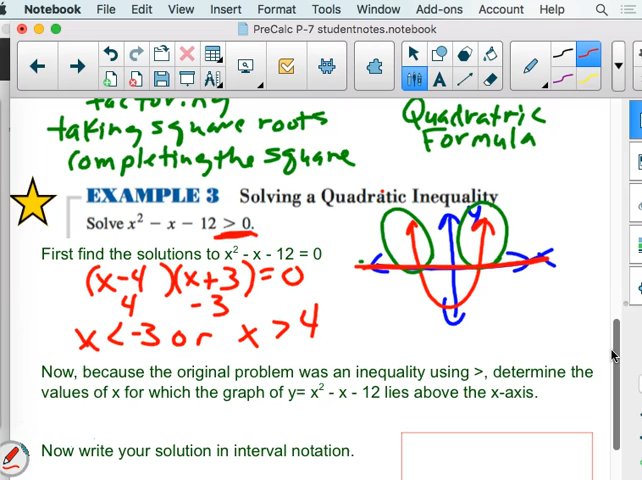 Notebook File Edit View Tools Window Add-ons Account Help
PreCalc P-7 studentnotes.notebook
factoring
taking square roots
completing the square
Quadratric
Formula
EXAMPLE 3 Solving a Quadratic Inequality
Solve x² − x − 12 > 0.
First find the solutions to x² - x - 12 = 0
(x-4)(x+3)=0
4 -3
x < -3 or x > 4
y
x
Now, because the original problem was an inequality using >, determine the
values of x for which the graph of y= x² - x - 12 lies above the x-axis.
Now write your solution in interval notation.